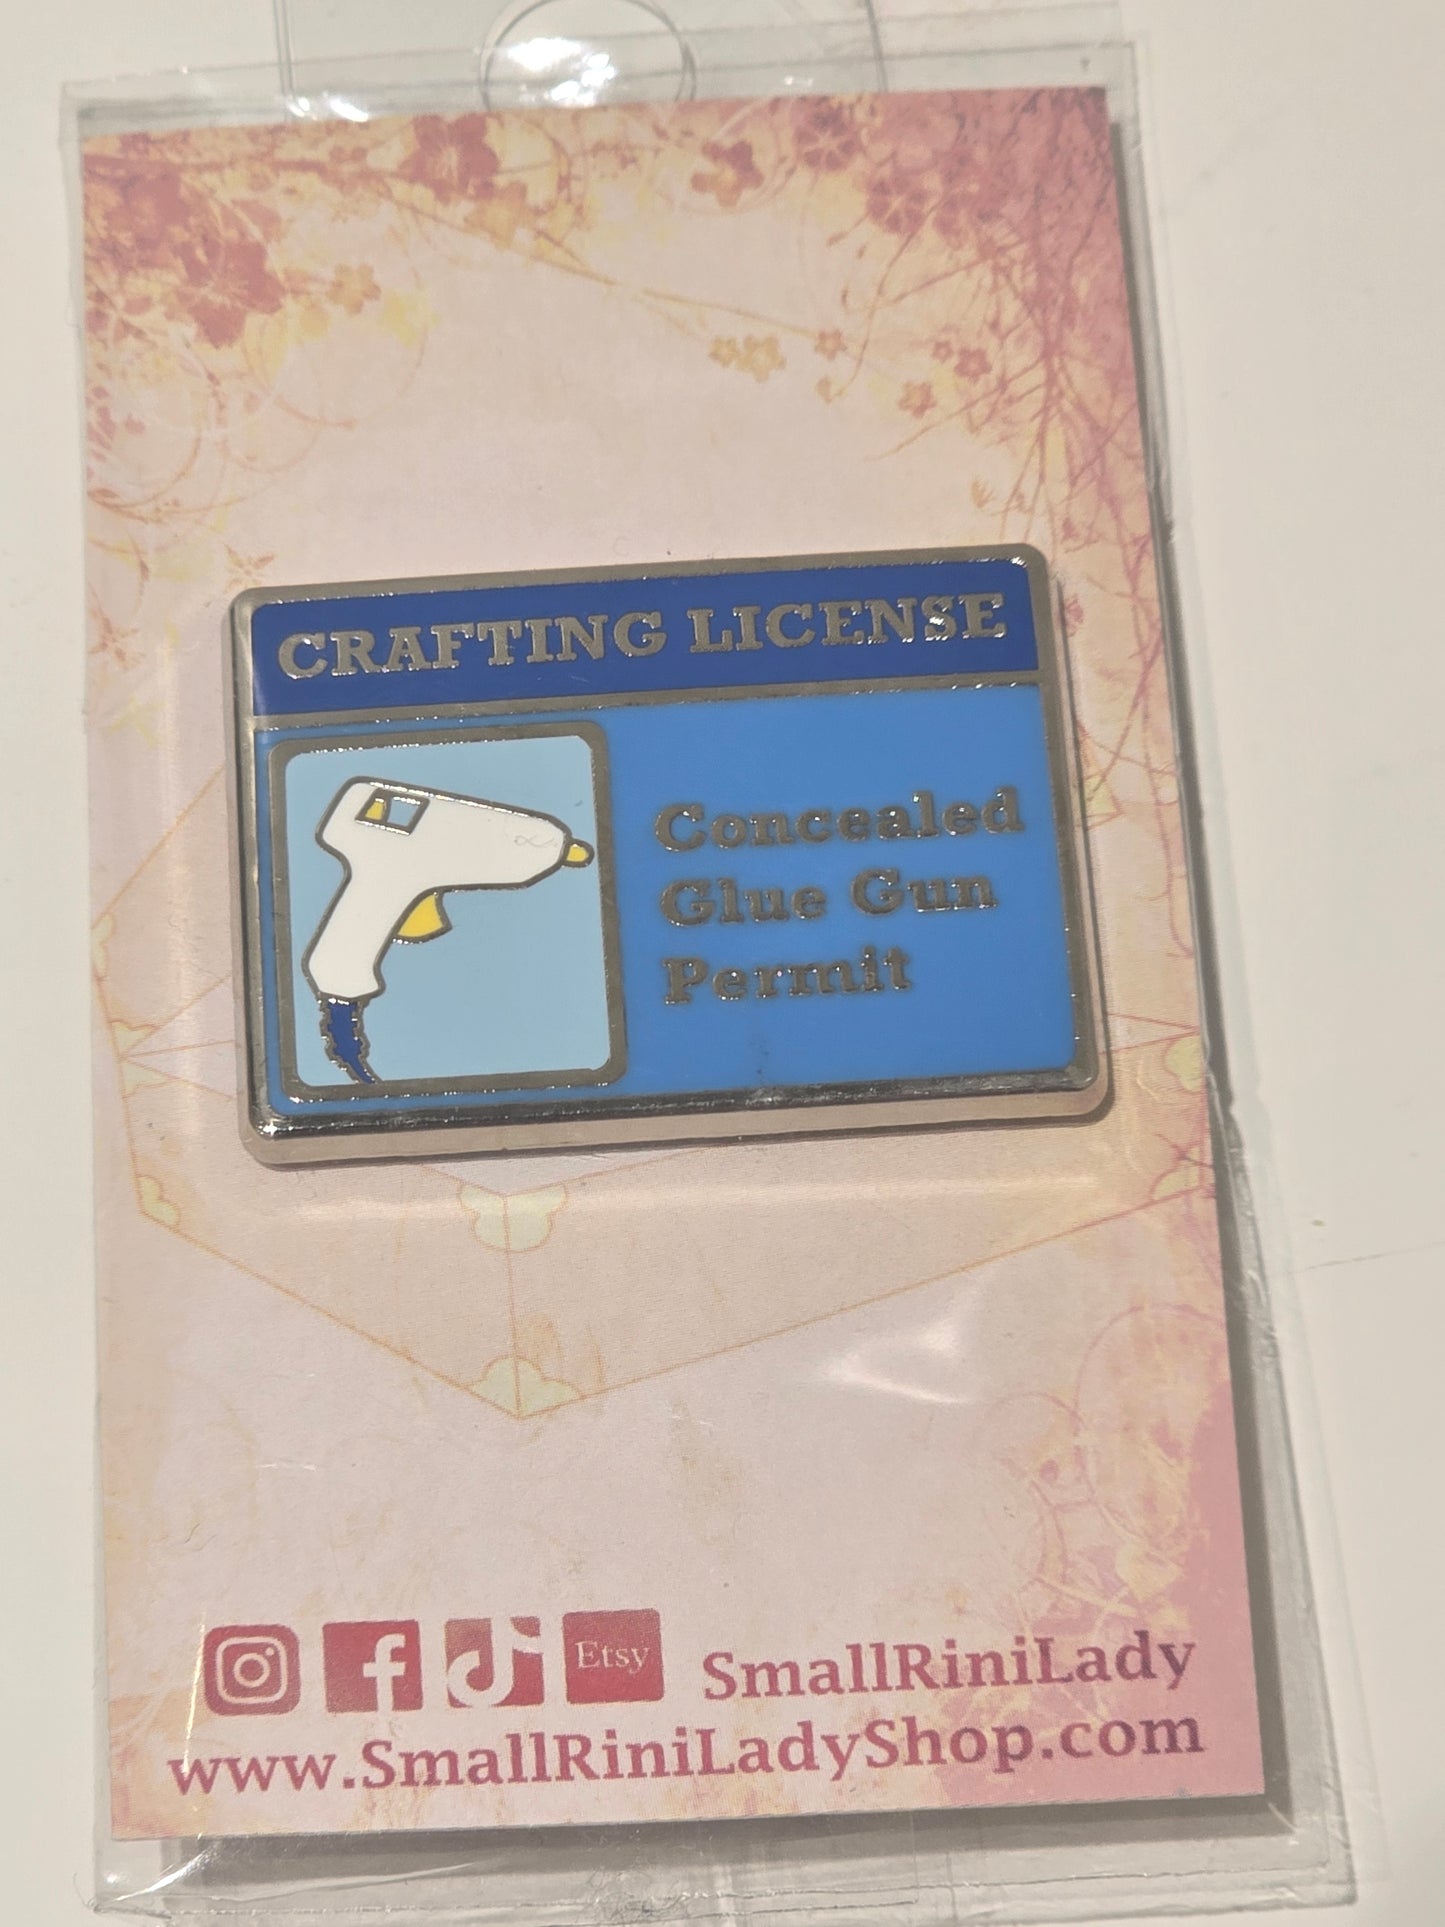 CRAFTING LICENSE
Concealed
Glue Gun
Permit
Etsy SmallRiniLady
www.SmallRiniLadyShop.com